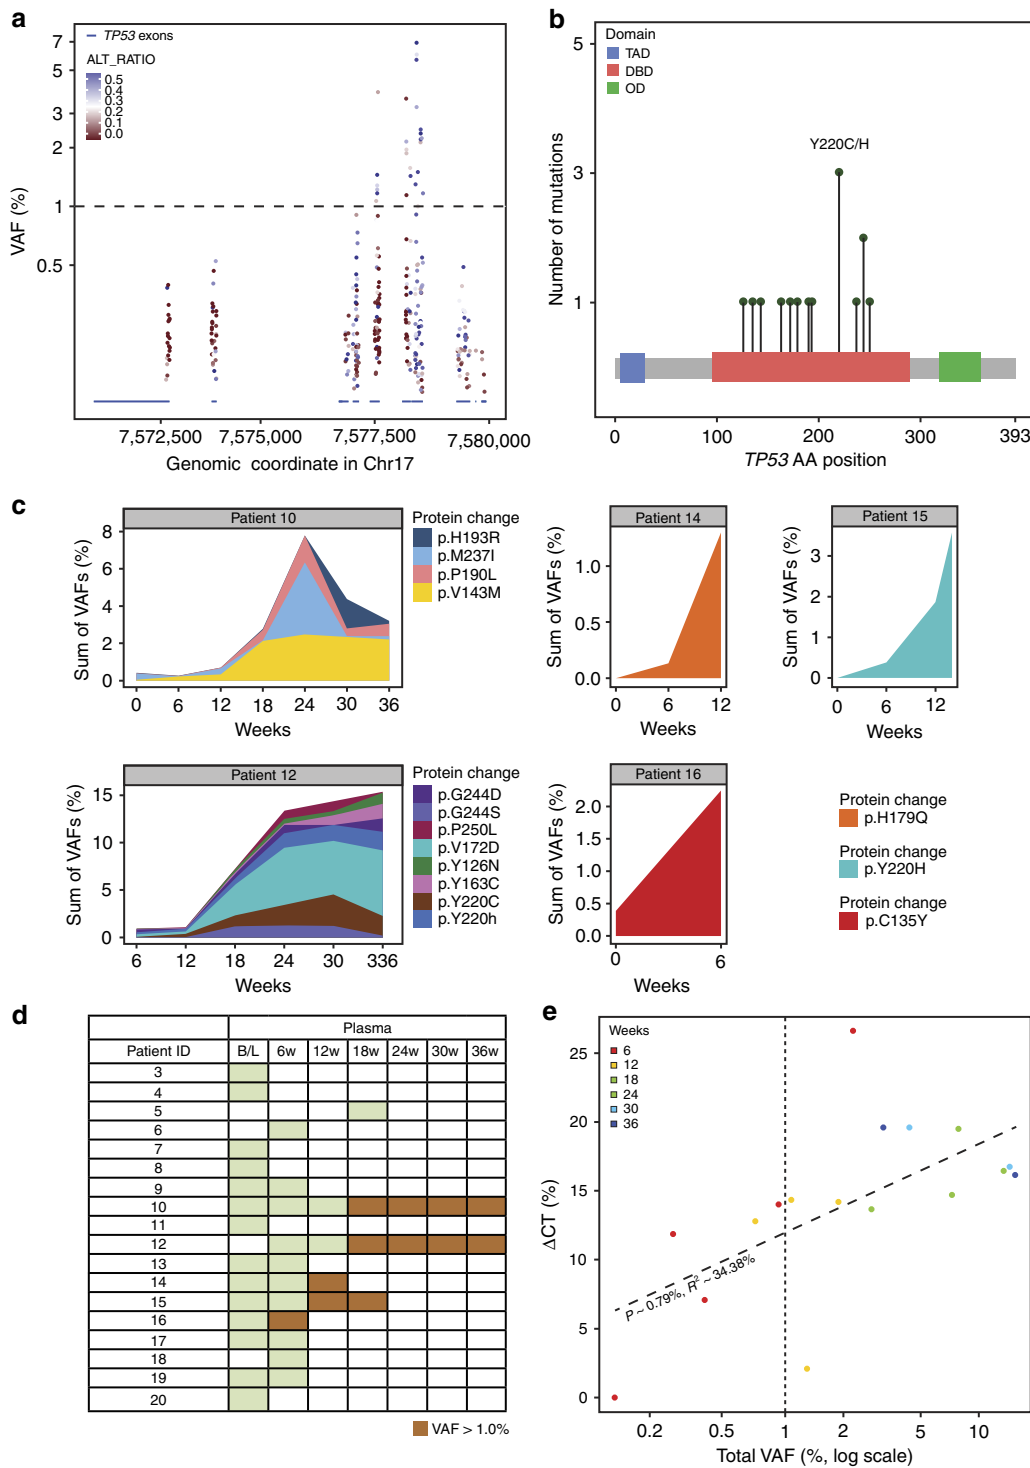 a
TP53 exons
ALT_RATIO
0.5
0.4
0.3
0.2
0.1
0.0
VAF (%)
7
5
3
2
1
0.5
7,572,500 7,575,000 7,577,500 7,580,000
Genomic coordinate in Chr17
b
Domain
TAD
DBD
OD
Y220C/H
Number of mutations
5
3
1
0 100 200 300 393
TP53 AA position
c
Patient 10
Sum of VAFs (%)
8
6
4
2
0
0 6 12 18 24 30 36
Weeks
Protein change
p.H193R
p.M237I
p.P190L
p.V143M
Patient 14
Sum of VAFs (%)
1.0
0.5
0.0
0 6 12
Weeks
Patient 15
Sum of VAFs (%)
3
2
1
0
0 6 12
Weeks
Patient 12
Sum of VAFs (%)
15
10
5
0
6 12 18 24 30 336
Weeks
Protein change
p.G244D
p.G244S
p.P250L
p.V172D
p.Y126N
p.Y163C
p.Y220C
p.Y220h
Patient 16
Sum of VAFs (%)
2.0
1.5
1.0
0.5
0.0
0 6
Weeks
Protein change
p.H179Q
Protein change
p.Y220H
Protein change
p.C135Y
d
Plasma
Patient ID B/L 6w 12w 18w 24w 30w 36w
3
4
5
6
7
8
9
10
11
12
13
14
15
16
17
18
19
20
VAF > 1.0%
e
Weeks
6
12
18
24
30
36
ΔCT (%)
25
20
15
10
5
0
P ~ 0.79%, R² ~ 34.38%
0.2 0.5 1 2 5 10
Total VAF (%, log scale)